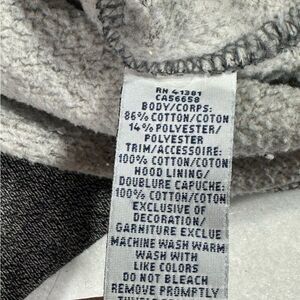 RN 41381
CA56658
BODY/CORPS:
86% COTTON/COTON
14% POLYESTER/
POLYESTER
TRIM/ACCESSOIRE:
100% COTTON/COTON
HOOD LINING/
DOUBLURE CAPUCHE:
100% COTTON/COTON
EXCLUSIVE OF
DECORATION/
GARNITURE EXCLUE
MACHINE WASH WARM
WASH WITH
LIKE COLORS
DO NOT BLEACH
REMOVE PROMPTLY